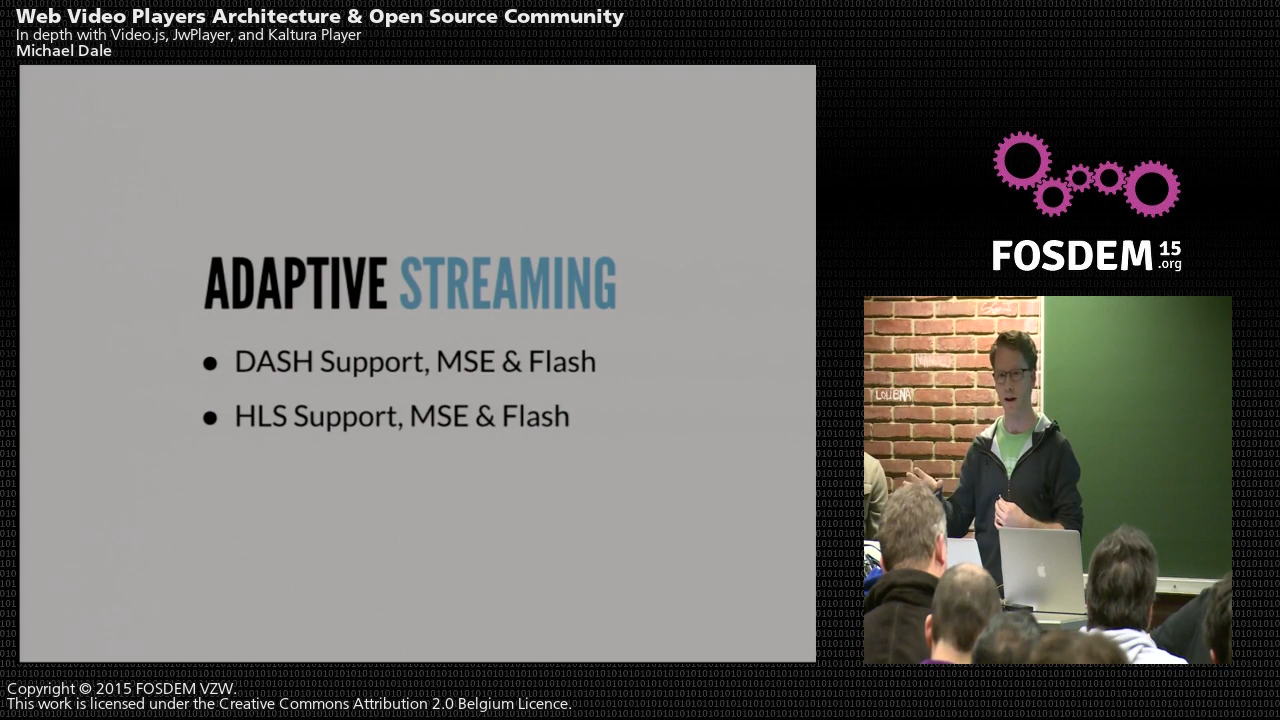 Web Video Players Architecture & Open Source Community
In depth with Video.js, JwPlayer, and Kaltura Player
Michael Dale
ADAPTIVE STREAMING
• DASH Support, MSE & Flash
• HLS Support, MSE & Flash
FOSDEM 15
.org
Copyright © 2015 FOSDEM VZW.
This work is licensed under the Creative Commons Attribution 2.0 Belgium Licence.